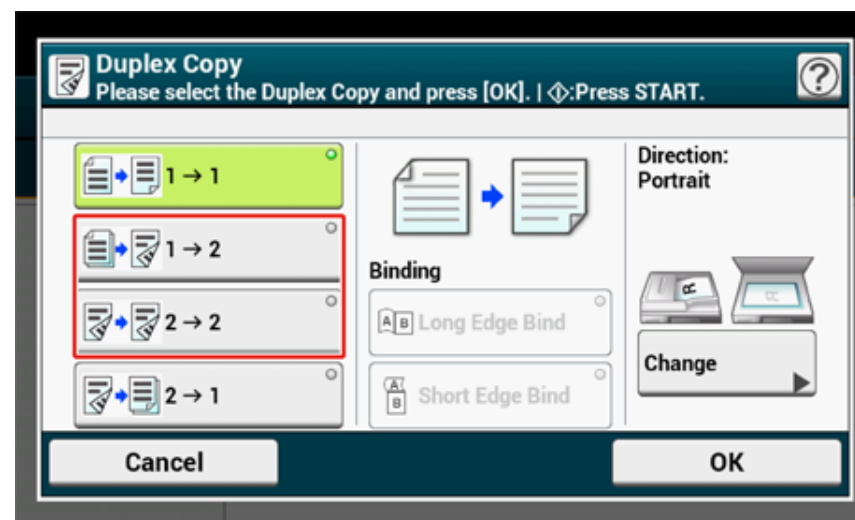 Duplex Copy
Please select the Duplex Copy and press [OK]. | :Press START.
?
1 → 1
1 → 2
2 → 2
2 → 1
Binding
A B Long Edge Bind
A
B Short Edge Bind
Direction:
Portrait
R R
Change
Cancel
OK